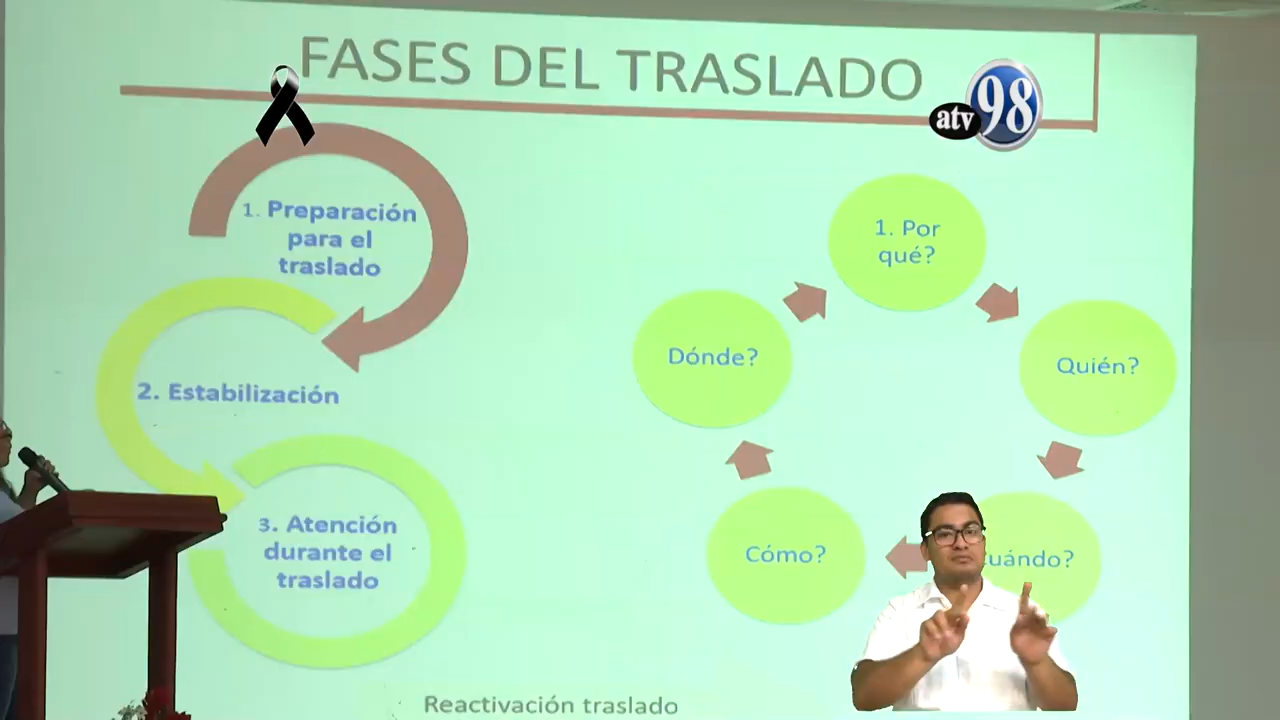 FASES DEL TRASLADO
atv 98
1. Preparación
para el
traslado
2. Estabilización
3. Atención
durante el
traslado
1. Por
qué?
Quién?
uándo?
Cómo?
Dónde?
Reactivación traslado